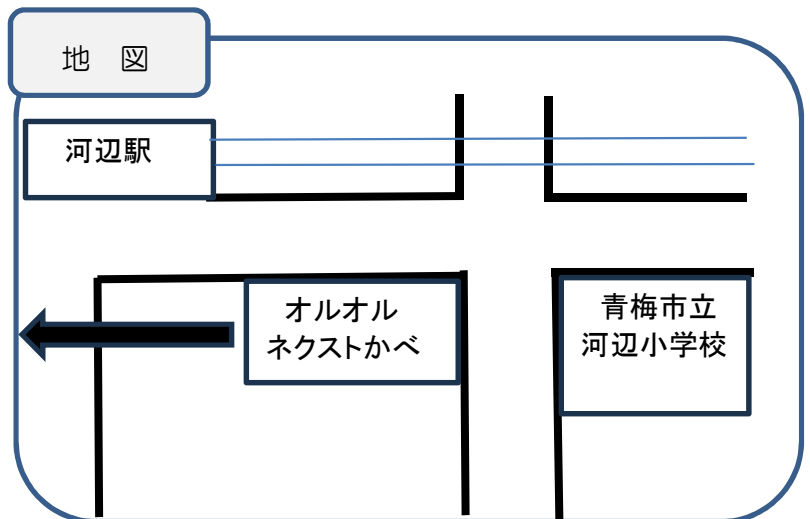 地 図
河辺駅
オルオル
ネクストかべ
青梅市立
河辺小学校